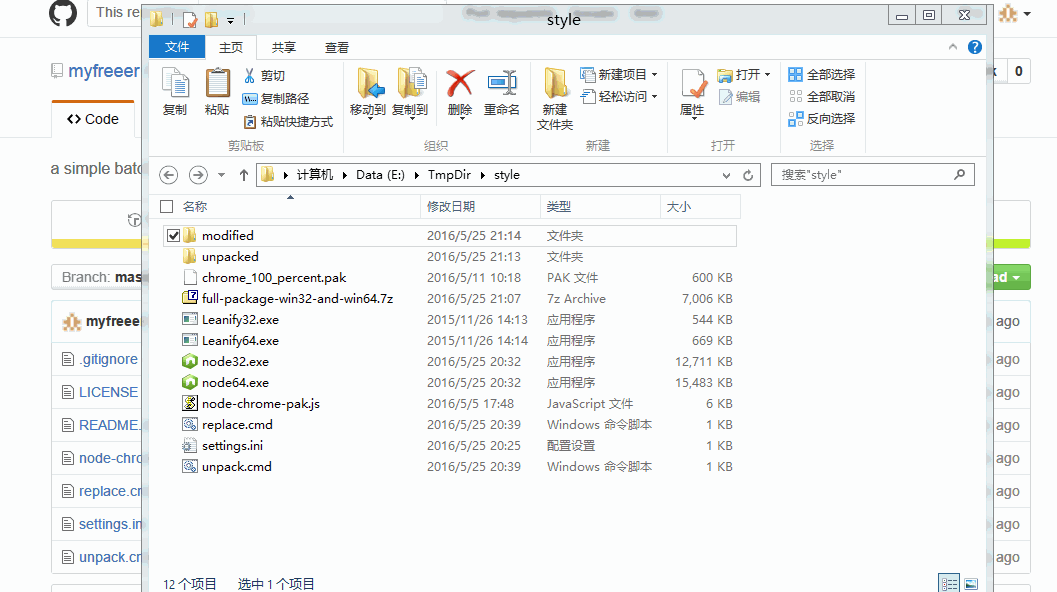 This re
style
文件 主页 共享 查看
myfreeer
k 0
剪切
复制路径
粘贴快捷方式
复制 粘贴
剪贴板
移动到 复制到 删除 重命名
组织
新建项目
轻松访问
新建
文件夹
新建
打开
编辑
属性
打开
全部选择
全部取消
反向选择
选择
Code
a simple batc
计算机 Data (E:) TmpDir style
搜索"style"
名称 修改日期 类型 大小
modified 2016/5/25 21:14 文件夹
unpacked 2016/5/25 21:13 文件夹
chrome_100_percent.pak 2016/5/11 10:18 PAK 文件 600 KB
full-package-win32-and-win64.7z 2016/5/25 21:07 7z Archive 7,006 KB
Leanify32.exe 2015/11/26 14:13 应用程序 544 KB
Leanify64.exe 2015/11/26 14:14 应用程序 669 KB
node32.exe 2016/5/25 20:32 应用程序 12,711 KB
node64.exe 2016/5/25 20:32 应用程序 15,483 KB
node-chrome-pak.js 2016/5/5 17:48 JavaScript 文件 6 KB
replace.cmd 2016/5/25 20:39 Windows 命令脚本 1 KB
settings.ini 2016/5/25 20:25 配置设置 1 KB
unpack.cmd 2016/5/25 20:39 Windows 命令脚本 1 KB
12 个项目 选中 1 个项目
Branch: mas
ad
myfreee
ago
.gitignore ago
LICENSE ago
README. ago
node-chro ago
replace.cm ago
settings.in ago
unpack.cm ago